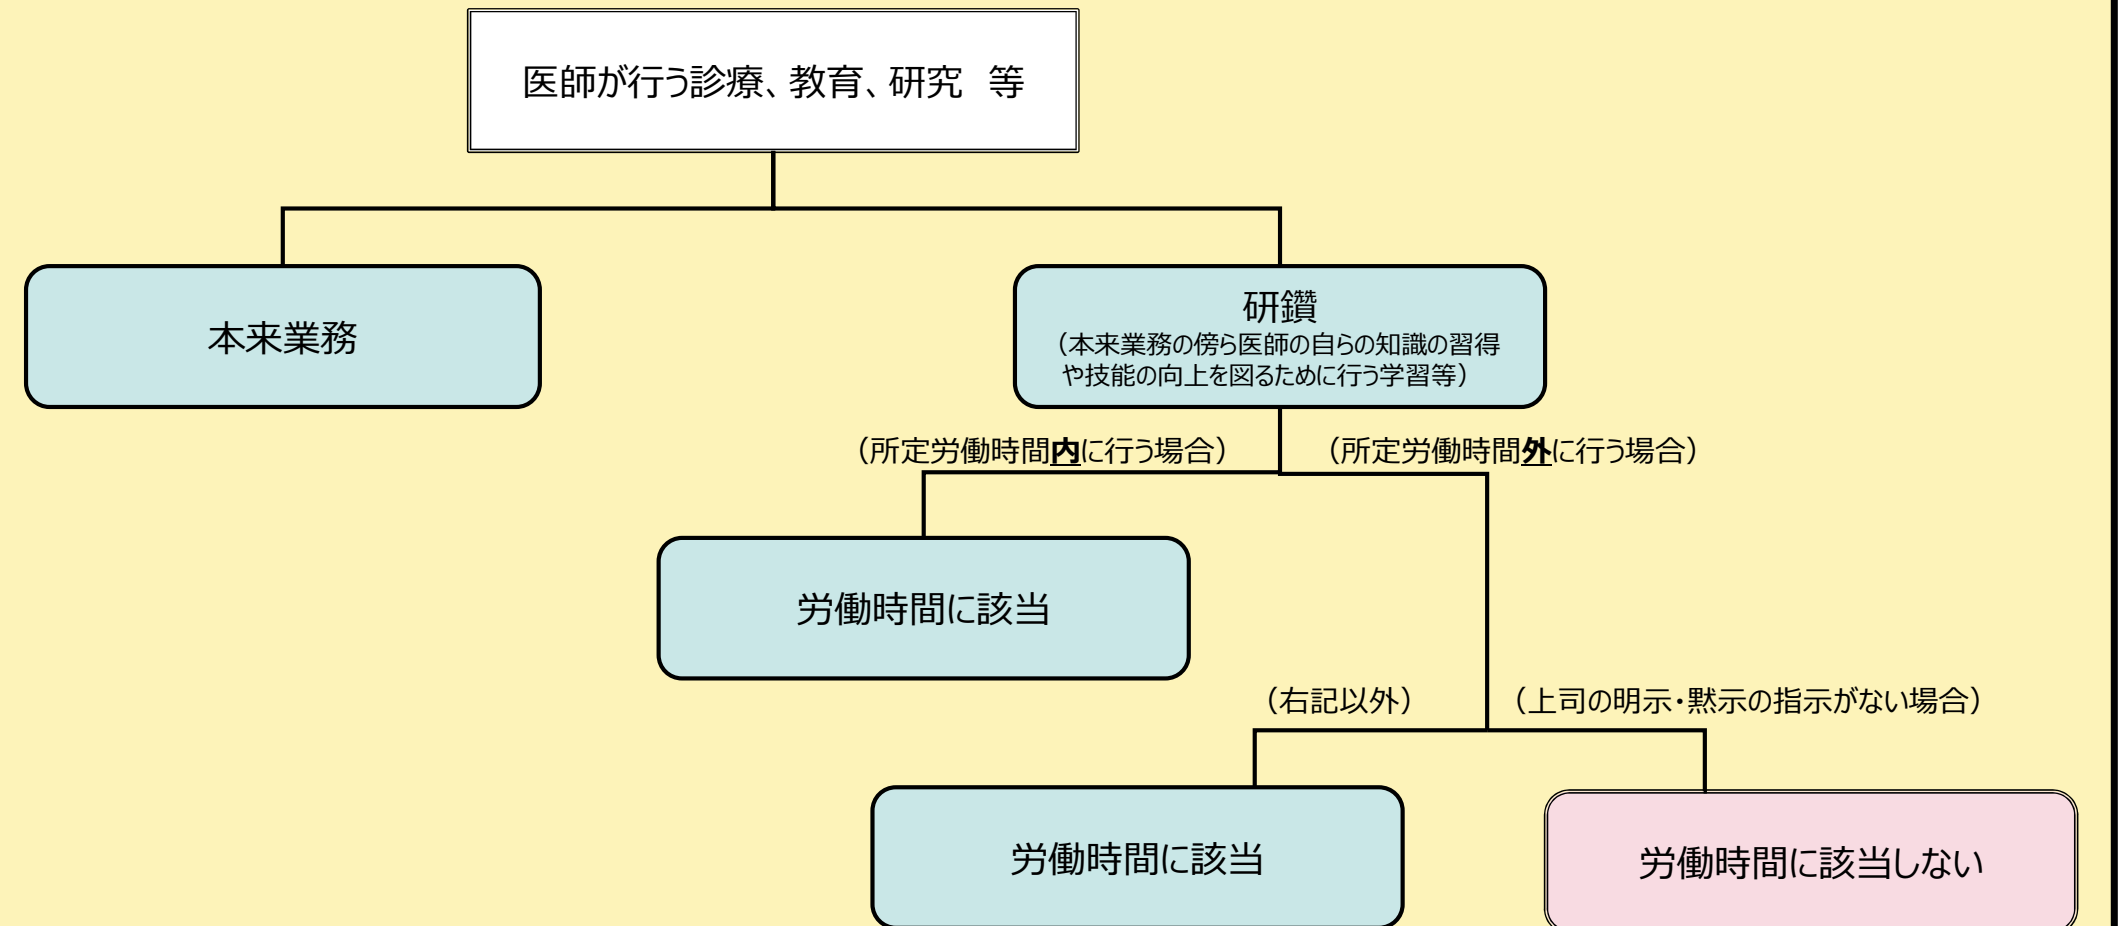 医師が行う診療、教育、研究　等
本来業務
研鑽
（本来業務の傍ら医師の自らの知識の習得
や技能の向上を図るために行う学習等）
（所定労働時間内に行う場合）
（所定労働時間外に行う場合）
労働時間に該当
（右記以外）
（上司の明示・黙示の指示がない場合）
労働時間に該当
労働時間に該当しない